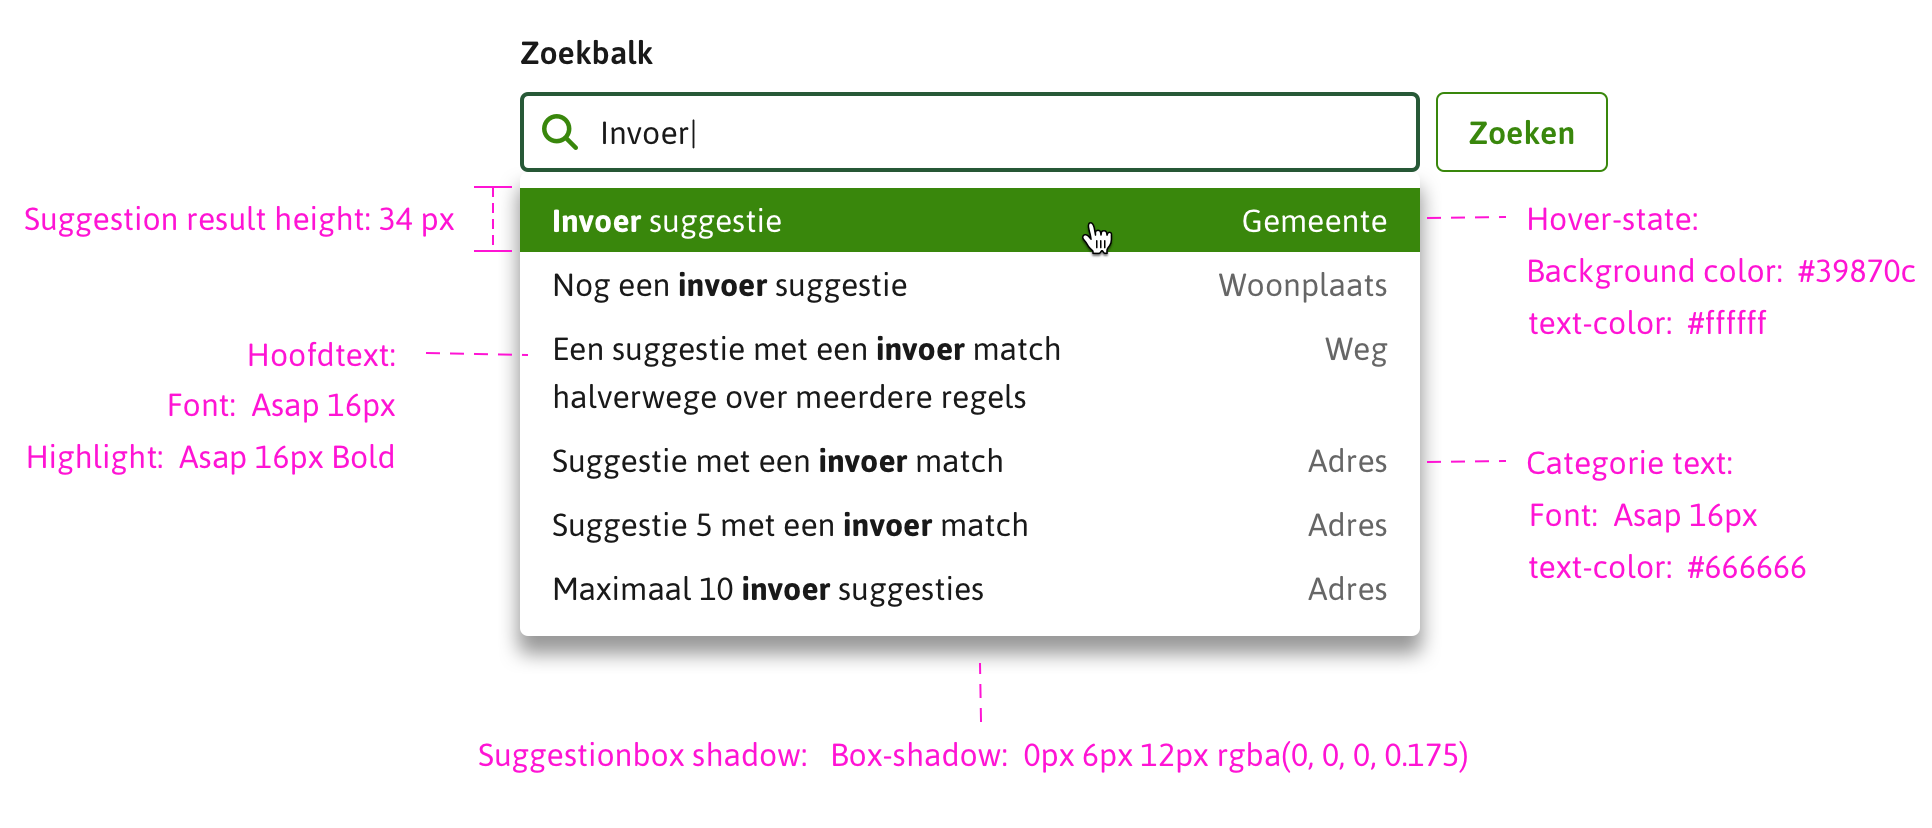 Zoekbalk
Invoer
Zoeken
Suggestion result height: 34 px
Invoer suggestie Gemeente
Nog een invoer suggestie Woonplaats
Een suggestie met een invoer match Weg
halverwege over meerdere regels
Suggestie met een invoer match Adres
Suggestie 5 met een invoer match Adres
Maximaal 10 invoer suggesties Adres
Hover-state:
Background color: #39870c
text-color: #ffffff
Hoofdtext:
Font: Asap 16px
Highlight: Asap 16px Bold
Categorie text:
Font: Asap 16px
text-color: #666666
Suggestionbox shadow: Box-shadow: 0px 6px 12px rgba(0, 0, 0, 0.175)